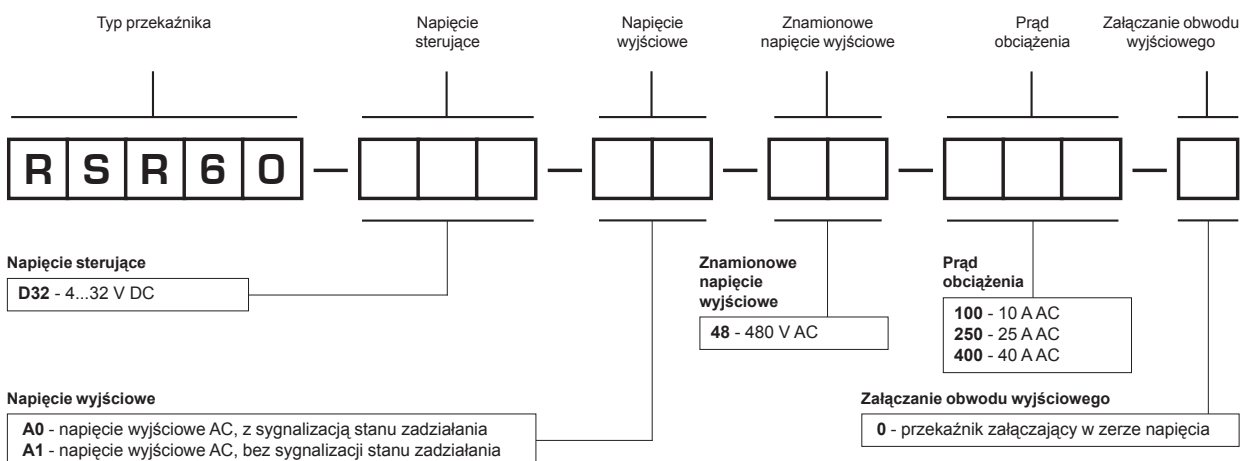 Typ przekaźnika
Napięcie
sterujące
Napięcie
wyjściowe
Znamionowe
napięcie wyjściowe
Prąd
obciążenia
Załączanie obwodu
wyjściowego
RSR60 — — — — —
Napięcie sterujące
D32 - 4...32 V DC
Znamionowe
napięcie
wyjściowe
48 - 480 V AC
Prąd
obciążenia
100 - 10 A AC
250 - 25 A AC
400 - 40 A AC
Napięcie wyjściowe
A0 - napięcie wyjściowe AC, z sygnalizacją stanu zadziałania
A1 - napięcie wyjściowe AC, bez sygnalizacji stanu zadziałania
Załączanie obwodu wyjściowego
0 - przekaźnik załączający w zerze napięcia